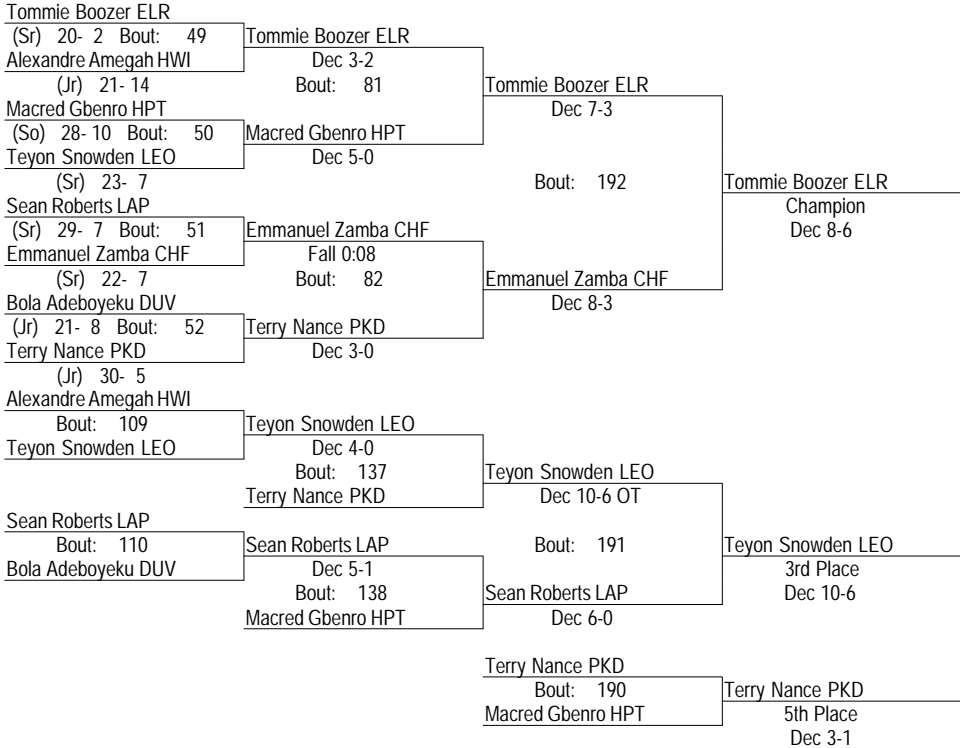 Tommie Boozer ELR
(Sr) 20- 2 Bout: 49
Tommie Boozer ELR
Alexandre Amegah HWI
Dec 3-2
(Jr) 21- 14
Bout: 81
Tommie Boozer ELR
Macred Gbenro HPT
Dec 7-3
(So) 28- 10 Bout: 50
Macred Gbenro HPT
Teyon Snowden LEO
Dec 5-0
(Sr) 23- 7
Bout: 192
Tommie Boozer ELR
Sean Roberts LAP
Champion
(Sr) 29- 7 Bout: 51
Emmanuel Zamba CHF
Dec 8-6
Emmanuel Zamba CHF
Fall 0:08
(Sr) 22- 7
Bout: 82
Emmanuel Zamba CHF
Bola Adeboyeku DUV
Dec 8-3
(Jr) 21- 8 Bout: 52
Terry Nance PKD
Terry Nance PKD
Dec 3-0
(Jr) 30- 5
Alexandre Amegah HWI
Bout: 109
Teyon Snowden LEO
Teyon Snowden LEO
Dec 4-0
Bout: 137
Teyon Snowden LEO
Terry Nance PKD
Dec 10-6 OT
Sean Roberts LAP
Bout: 110
Sean Roberts LAP
Bout: 191
Teyon Snowden LEO
Bola Adeboyeku DUV
Dec 5-1
3rd Place
Bout: 138
Sean Roberts LAP
Dec 10-6
Macred Gbenro HPT
Dec 6-0
Terry Nance PKD
Bout: 190
Terry Nance PKD
Macred Gbenro HPT
5th Place
Dec 3-1